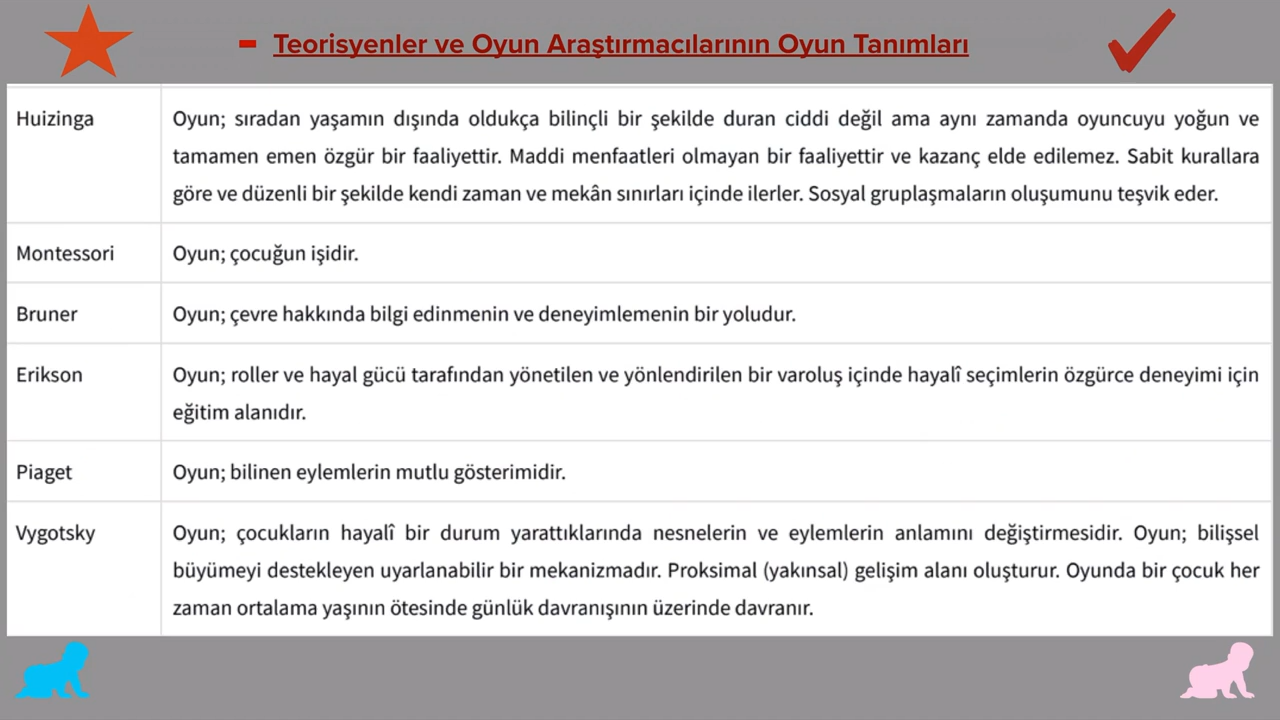 Teorisyenler ve Oyun Araştırmacılarının Oyun Tanımları
Huizinga
Oyun; sıradan yaşamın dışında oldukça bilinçli bir şekilde duran ciddi değil ama aynı zamanda oyuncuyu yoğun ve
tamamen emen özgür bir faaliyettir. Maddi menfaatleri olmayan bir faaliyettir ve kazanç elde edilemez. Sabit kurallara
göre ve düzenli bir şekilde kendi zaman ve mekân sınırları içinde ilerler. Sosyal gruplaşmaların oluşumunu teşvik eder.
Montessori
Oyun; çocuğun işidir.
Bruner
Oyun; çevre hakkında bilgi edinmenin ve deneyimlemenin bir yoludur.
Erikson
Oyun; roller ve hayal gücü tarafından yönetilen ve yönlendirilen bir varoluş içinde hayalî seçimlerin özgürce deneyimi için
eğitim alanıdır.
Piaget
Oyun; bilinen eylemlerin mutlu gösterimidir.
Vygotsky
Oyun; çocukların hayalî bir durum yarattıklarında nesnelerin ve eylemlerin anlamını değiştirmesidir. Oyun; bilişsel
büyümeyi destekleyen uyarlanabilir bir mekanizmadır. Proksimal (yakınsal) gelişim alanı oluşturur. Oyunda bir çocuk her
zaman ortalama yaşının ötesinde günlük davranışının üzerinde davranır.